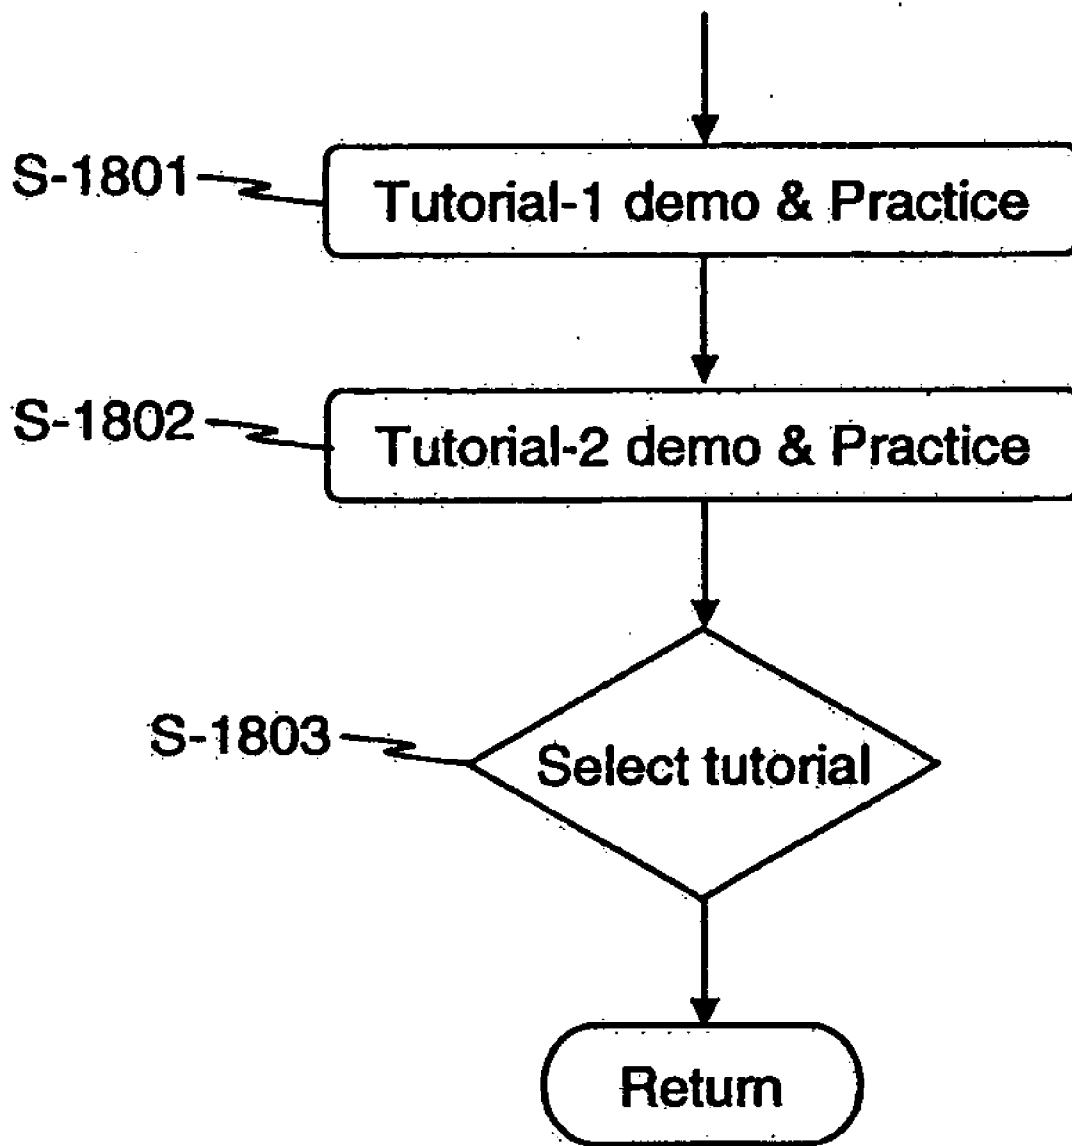 S-1801
Tutorial-1 demo & Practice
S-1802
Tutorial-2 demo & Practice
S-1803
Select tutorial
Return